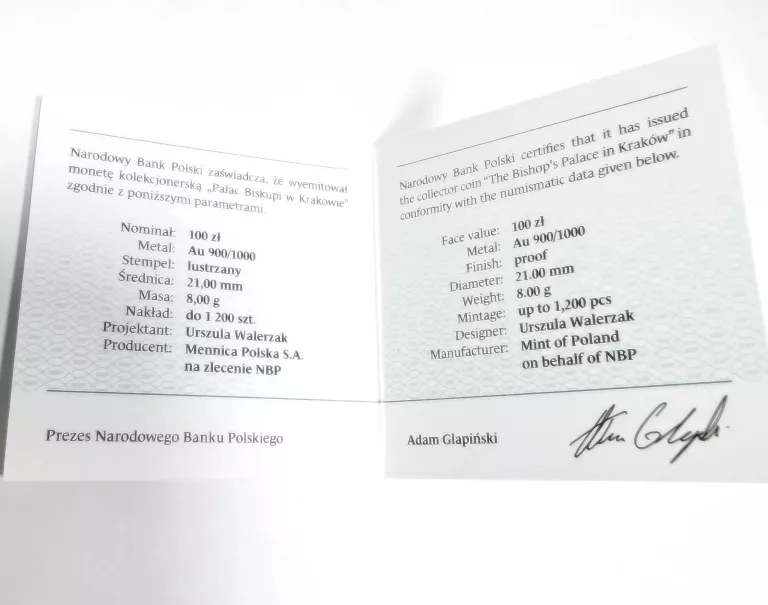 Narodowy Bank Polski zaświadcza, że wyemitował
monetę kolekcjonerską „Pałac Biskupi w Krakowie”
zgodnie z poniższymi parametrami.
Nominał: 100 zł
Metal: Au 900/1000
Stempel: lustrzany
Średnica: 21,00 mm
Masa: 8,00 g
Nakład: do 1 200 szt.
Projektant: Urszula Walerzak
Producent: Mennica Polska S.A.
na zlecenie NBP
Prezes Narodowego Banku Polskiego
Narodowy Bank Polski certifies that it has issued
the collector coin “The Bishop’s Palace in Kraków” in
conformity with the numismatic data given below.
Face value: 100 zł
Metal: Au 900/1000
Finish: proof
Diameter: 21.00 mm
Weight: 8.00 g
Mintage: up to 1,200 pcs
Designer: Urszula Walerzak
Manufacturer: Mint of Poland
on behalf of NBP
Adam Glapiński